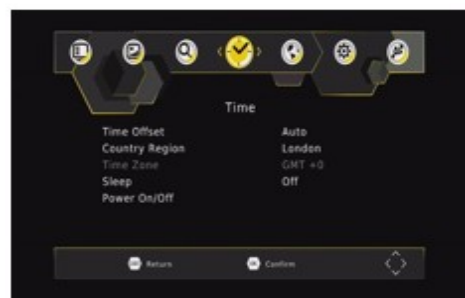 Time
Time Offset Auto
Country Region London
Time Zone GMT +0
Sleep Off
Power On/Off
Return Confirm